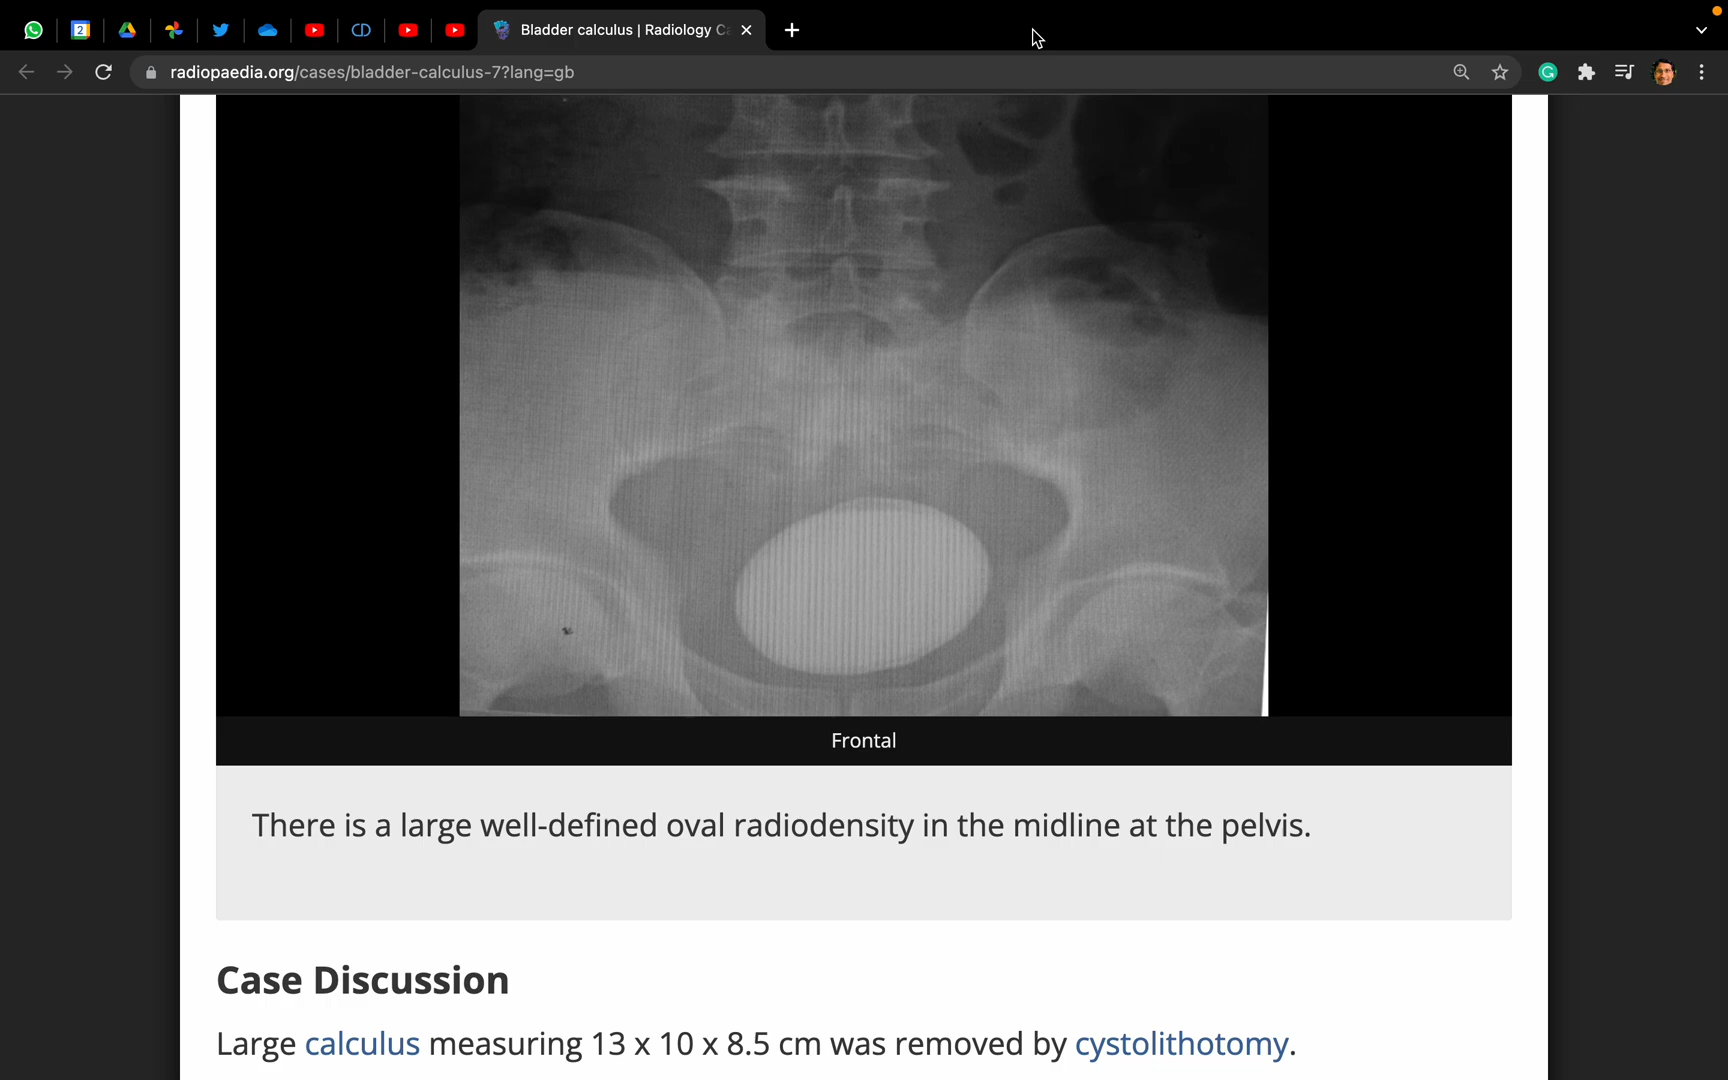 2
Bladder calculus | Radiology Ca
radiopaedia.org/cases/bladder-calculus-7?lang=gb
Frontal
There is a large well-defined oval radiodensity in the midline at the pelvis.
Case Discussion
Large calculus measuring 13 x 10 x 8.5 cm was removed by cystolithotomy.